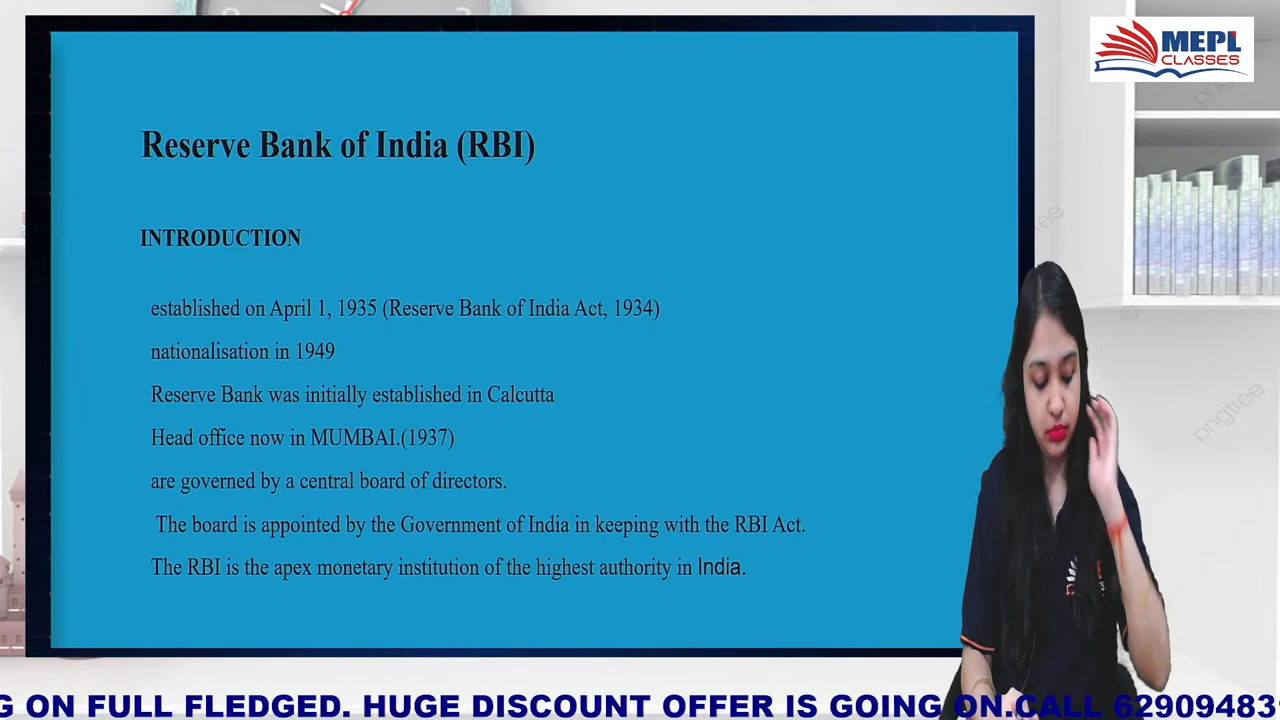 MEPL
CLASSES
Reserve Bank of India (RBI)
INTRODUCTION
established on April 1, 1935 (Reserve Bank of India Act, 1934)
nationalisation in 1949
Reserve Bank was initially established in Calcutta
Head office now in MUMBAI.(1937)
are governed by a central board of directors.
The board is appointed by the Government of India in keeping with the RBI Act.
The RBI is the apex monetary institution of the highest authority in India.
pngtree
G ON FULL FLEDGED. HUGE DISCOUNT OFFER IS GOING ON.CALL 62909483